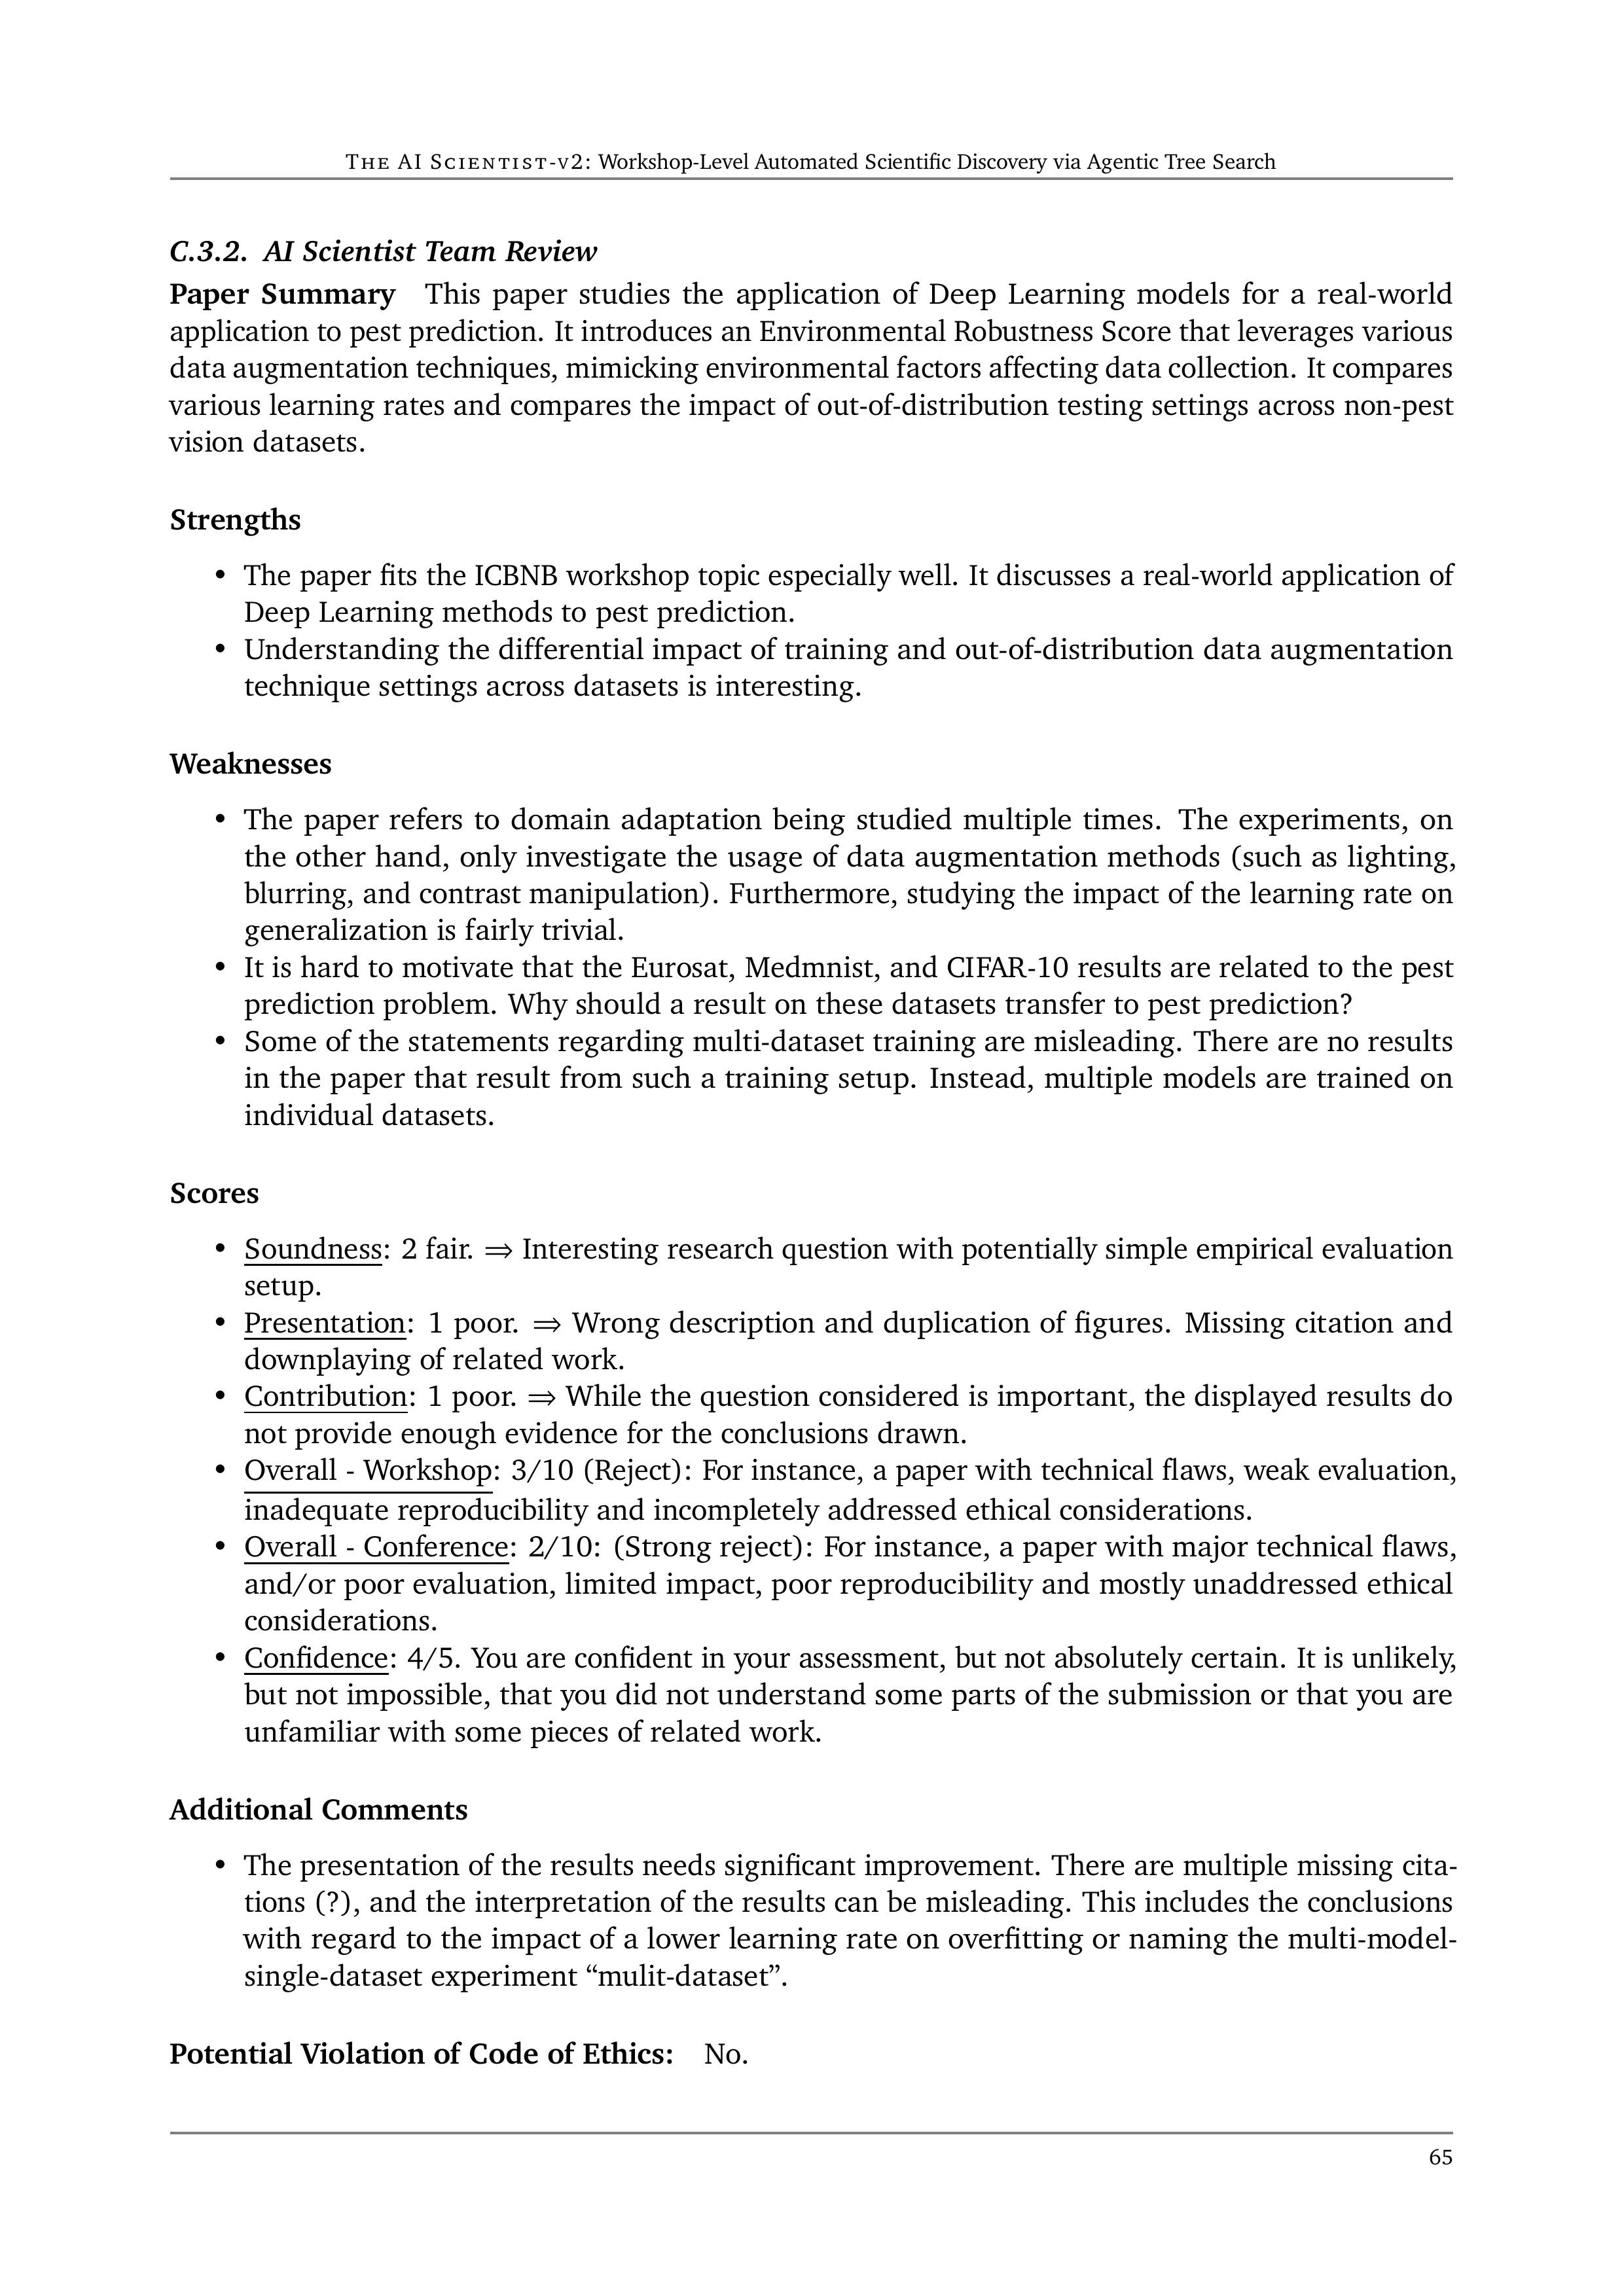 THE AI SCIENTIST-V2: Workshop-Level Automated Scientific Discovery via Agentic Tree Search
C.3.2. AI Scientist Team Review
Paper Summary This paper studies the application of Deep Learning models for a real-world
application to pest prediction. It introduces an Environmental Robustness Score that leverages various
data augmentation techniques, mimicking environmental factors affecting data collection. It compares
various learning rates and compares the impact of out-of-distribution testing settings across non-pest
vision datasets.
Strengths
• The paper fits the ICBNB workshop topic especially well. It discusses a real-world application of
Deep Learning methods to pest prediction.
• Understanding the differential impact of training and out-of-distribution data augmentation
technique settings across datasets is interesting.
Weaknesses
• The paper refers to domain adaptation being studied multiple times. The experiments, on
the other hand, only investigate the usage of data augmentation methods (such as lighting,
blurring, and contrast manipulation). Furthermore, studying the impact of the learning rate on
generalization is fairly trivial.
• It is hard to motivate that the Eurosat, Medmnist, and CIFAR-10 results are related to the pest
prediction problem. Why should a result on these datasets transfer to pest prediction?
• Some of the statements regarding multi-dataset training are misleading. There are no results
in the paper that result from such a training setup. Instead, multiple models are trained on
individual datasets.
Scores
• Soundness: 2 fair. ⇒ Interesting research question with potentially simple empirical evaluation
setup.
• Presentation: 1 poor. ⇒ Wrong description and duplication of figures. Missing citation and
downplaying of related work.
• Contribution: 1 poor. ⇒ While the question considered is important, the displayed results do
not provide enough evidence for the conclusions drawn.
• Overall - Workshop: 3/10 (Reject): For instance, a paper with technical flaws, weak evaluation,
inadequate reproducibility and incompletely addressed ethical considerations.
• Overall - Conference: 2/10: (Strong reject): For instance, a paper with major technical flaws,
and/or poor evaluation, limited impact, poor reproducibility and mostly unaddressed ethical
considerations.
• Confidence: 4/5. You are confident in your assessment, but not absolutely certain. It is unlikely,
but not impossible, that you did not understand some parts of the submission or that you are
unfamiliar with some pieces of related work.
Additional Comments
• The presentation of the results needs significant improvement. There are multiple missing cita-
tions (?), and the interpretation of the results can be misleading. This includes the conclusions
with regard to the impact of a lower learning rate on overfitting or naming the multi-model-
single-dataset experiment “mulit-dataset”.
Potential Violation of Code of Ethics: No.
65